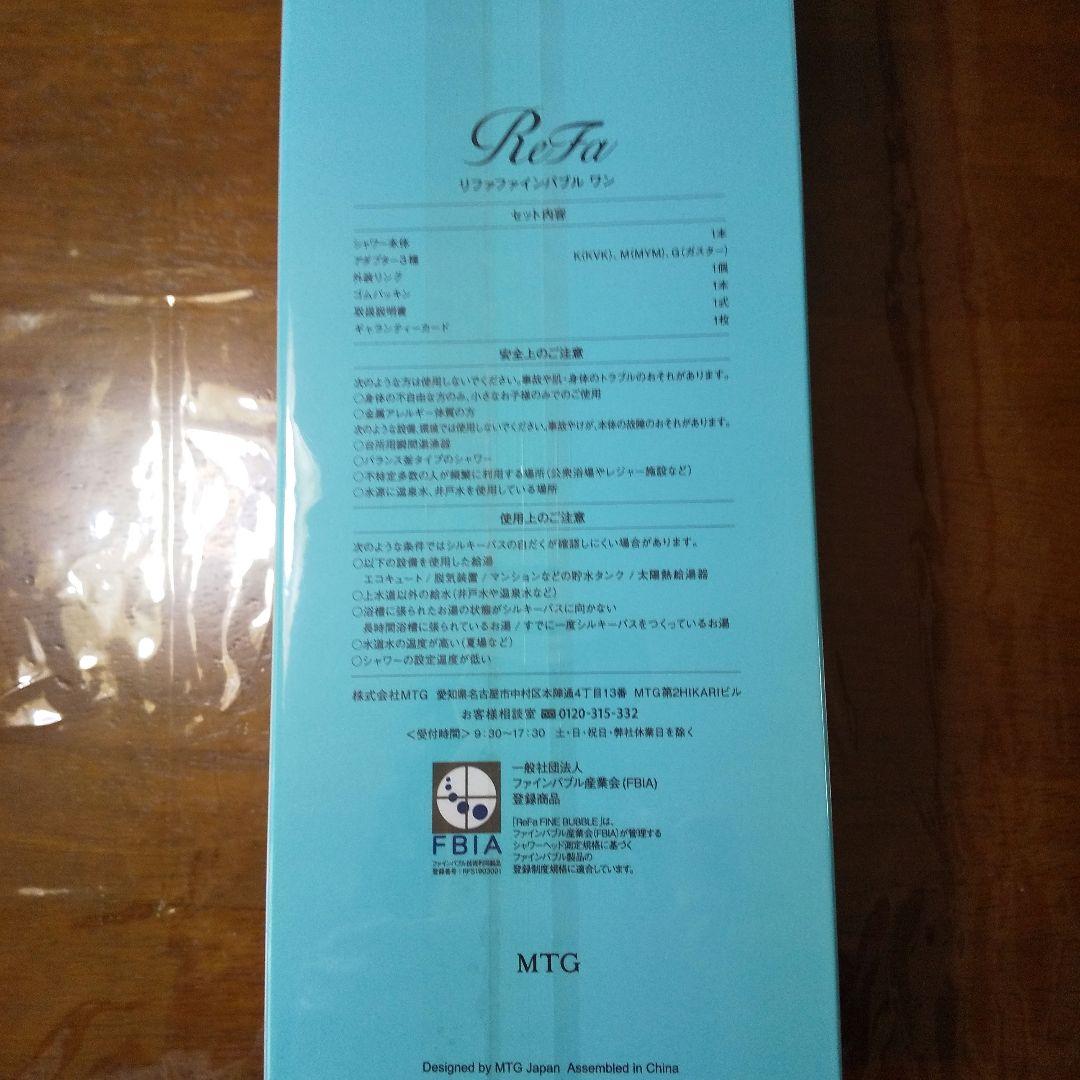 ReFa
リファファインバブル ワン
セット内容
シャワー本体 1本
アダプター3種 K(KVK)、M(MYM)、G(ガスター)
外装リング 1個
ゴムパッキン 1本
取扱説明書 1式
ギャランティーカード 1枚
安全上のご注意
次のような方は使用しないでください。事故や肌・身体のトラブルのおそれがあります。
○身体の不自由な方のみ、小さなお子様のみでのご使用
○金属アレルギー体質の方
次のような設備、環境では使用しないでください。事故やけが、本体の故障のおそれがあります。
○台所用瞬間湯沸器
○バランス釜タイプのシャワー
○不特定多数の人が頻繁に利用する場所(公衆浴場やレジャー施設など)
○水源に温泉水、井戸水を使用している場所
使用上のご注意
次のような条件ではシルキーバスの白だくが確認しにくい場合があります。
○以下の設備を使用した給湯
エコキュート / 脱気装置 / マンションなどの貯水タンク / 太陽熱給湯器
○上水道以外の給水(井戸水や温泉水など)
○浴槽に張られたお湯の状態がシルキーバスに向かない
長時間浴槽に張られているお湯 / すでに一度シルキーバスをつくっているお湯
○水道水の温度が高い(夏場など)
○シャワーの設定温度が低い
株式会社MTG 愛知県名古屋市中村区本陣通4丁目13番 MTG第2HIKARIビル
お客様相談室 0120-315-332
<受付時間> 9:30〜17:30 土・日・祝日・弊社休業日を除く
一般社団法人
ファインバブル産業会(FBIA)
登録商品
「ReFa FINE BUBBLE」は、
ファインバブル産業会(FBIA)が管理する
シャワーヘッド測定規格に基づく
ファインバブル製品の
登録制度規格に適合しています。
FBIA
ファインバブル技術利用製品
登録番号:RFS1903001
MTG
Designed by MTG Japan Assembled in China